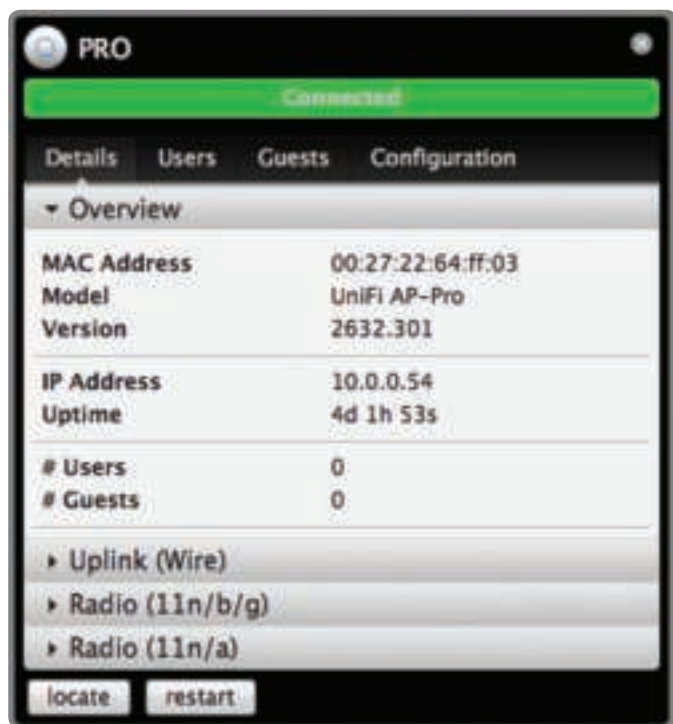 PRO
Connected
Details Users Guests Configuration
Overview
MAC Address 00:27:22:64:ff:03
Model UniFi AP-Pro
Version 2632.301
IP Address 10.0.0.54
Uptime 4d 1h 53s
# Users 0
# Guests 0
Uplink (Wire)
Radio (11n/b/g)
Radio (11n/a)
locate restart